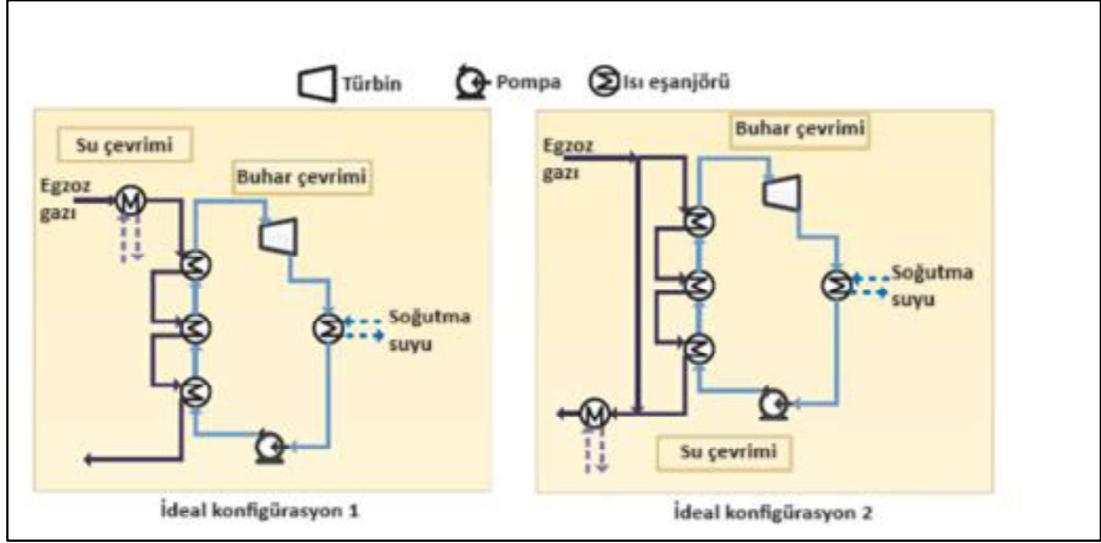 Türbin
Pompa
Isı eşanjörü
Su çevrimi
Buhar çevrimi
Egzoz
gazı
Soğutma
suyu
İdeal konfigürasyon 1
Buhar çevrimi
Egzoz
gazı
Soğutma
suyu
Su çevrimi
İdeal konfigürasyon 2